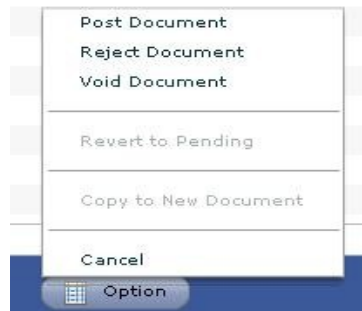 Post Document
Reject Document
Void Document
Revert to Pending
Copy to New Document
Cancel
Option